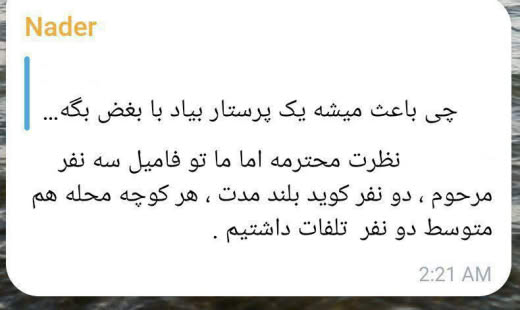 Nader
چی باعث میشه یک پرستار بیاد با بغض بگه...
نظرت محترمه اما ما تو فامیل سه نفر
مرحوم ، دو نفر کوید بلند مدت ، هر کوچه محله هم
متوسط دو نفر تلفات داشتیم .
2:21 AM